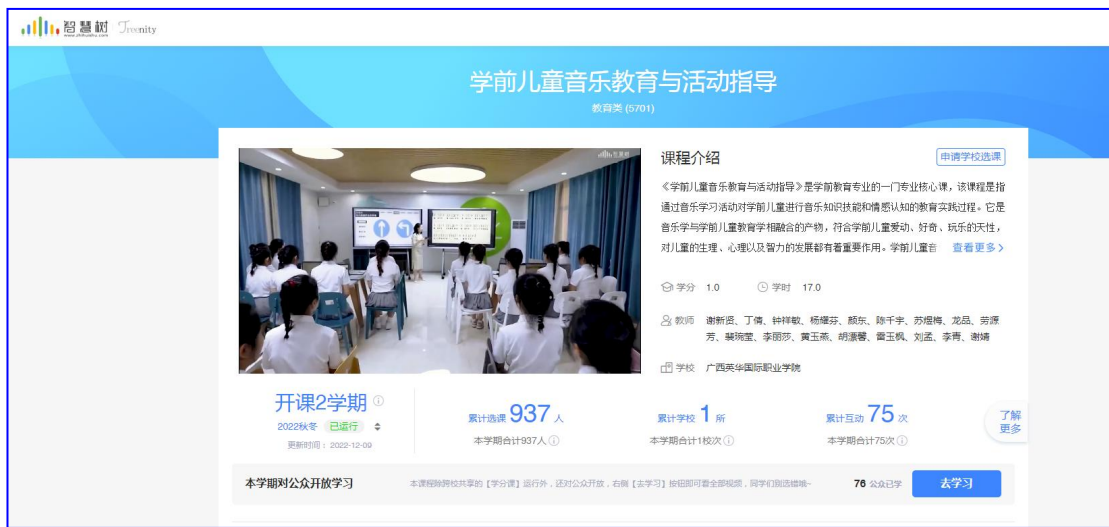 智慧树 Treenity
www.zhihuishu.com
学前儿童音乐教育与活动指导
教育类 (5701)
智慧树
课程介绍
申请学校选课
《学前儿童音乐教育与活动指导》是学前教育专业的一门专业核心课，该课程是指
通过音乐学习活动对学前儿童进行音乐知识技能和情感认知的教育实践过程。它是
音乐学与学前儿童教育学相融合的产物，符合学前儿童爱动、好奇、玩乐的天性，
对儿童的生理、心理以及智力的发展都有着重要作用。学前儿童音 查看更多 >
学分 1.0 学时 17.0
教师 谢新贤、丁倩、钟祥敏、杨耀芬、颜东、陈千宇、苏煜梅、龙品、劳源
芳、裴琬莹、李丽莎、黄玉燕、胡灏馨、雷玉枫、刘孟、李青、谢婧
学校 广西英华国际职业学院
开课2学期
2022秋冬 已运行
更新时间：2022-12-09
累计选课 937 人
本学期合计937人
累计学校 1 所
本学期合计1校次
累计互动 75 次
本学期合计75次
了解
更多
本学期对公众开放学习
本课程除跨校共享的【学分课】运行外，还对公众开放，右侧【去学习】按钮即可看全部视频，同学们别选错哦~
76 公众已学
去学习